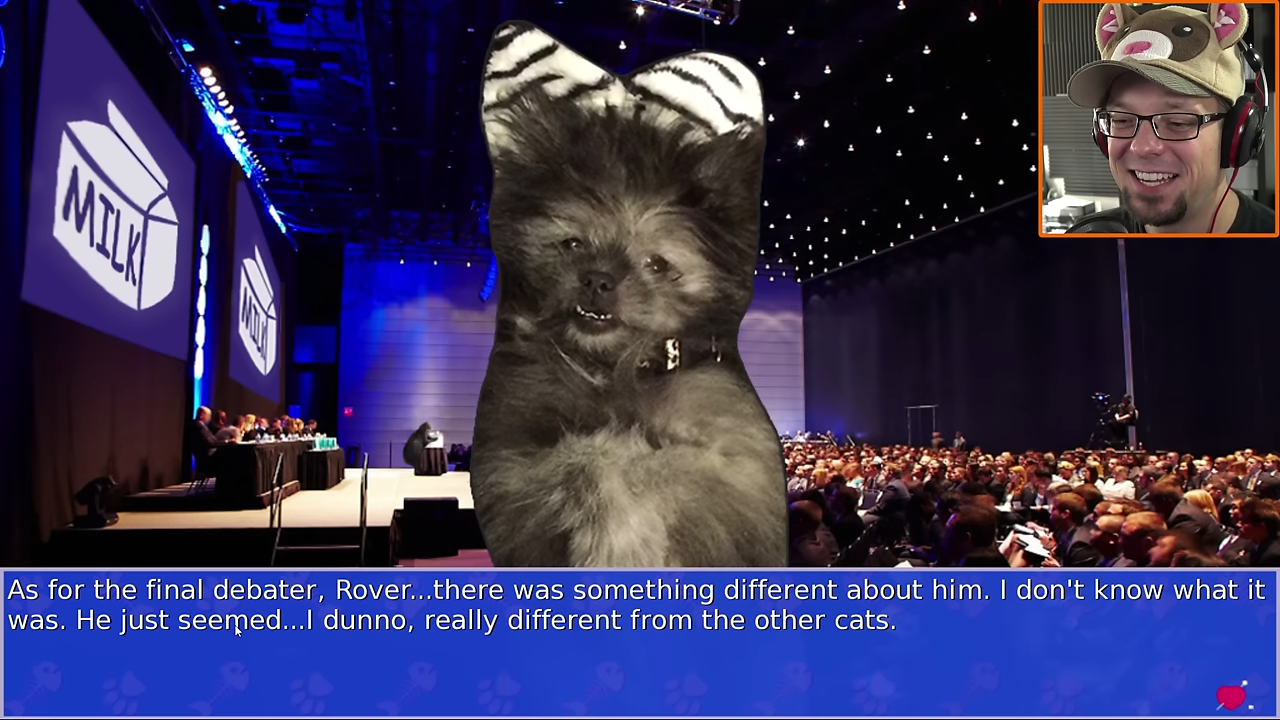 MILK
MILK
As for the final debater, Rover...there was something different about him. I don't know what it
was. He just seemed...I dunno, really different from the other cats.